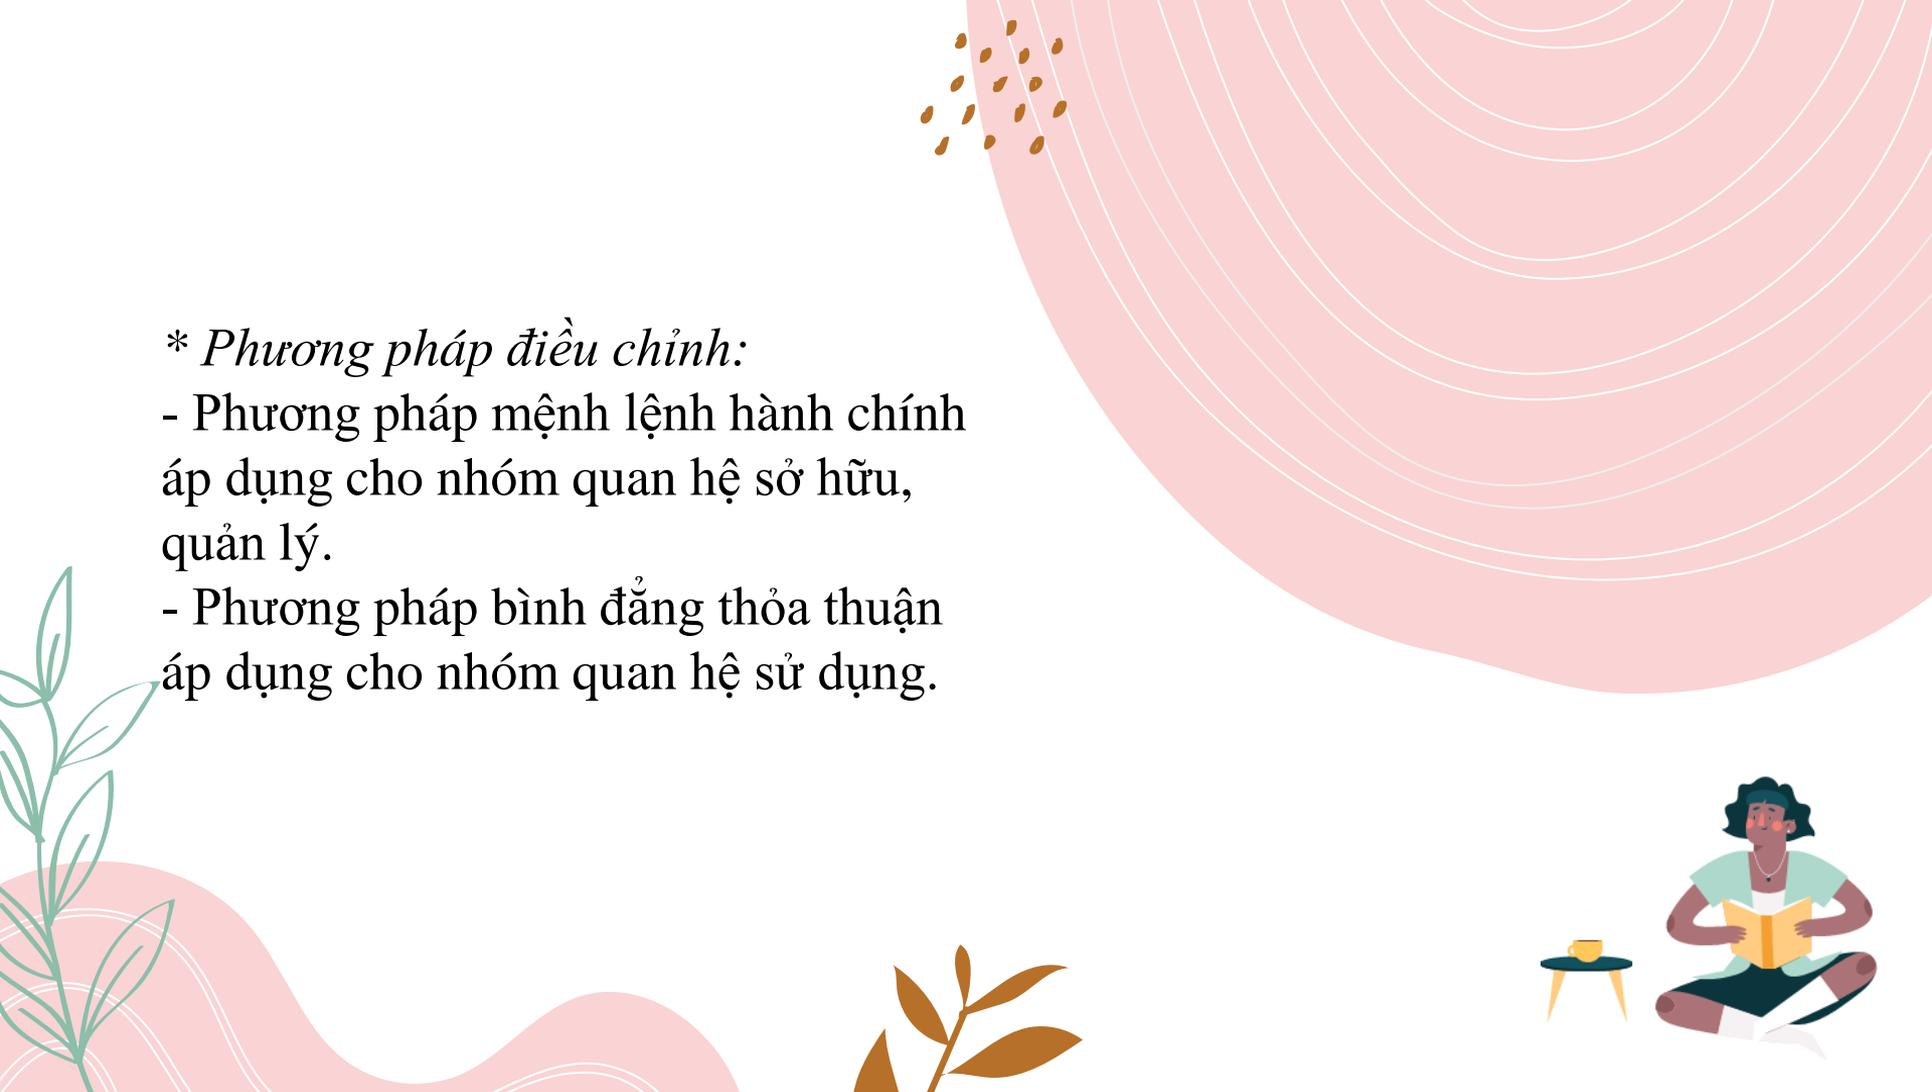 * Phương pháp điều chỉnh:
- Phương pháp mệnh lệnh hành chính
áp dụng cho nhóm quan hệ sở hữu,
quản lý.
- Phương pháp bình đẳng thỏa thuận
áp dụng cho nhóm quan hệ sử dụng.